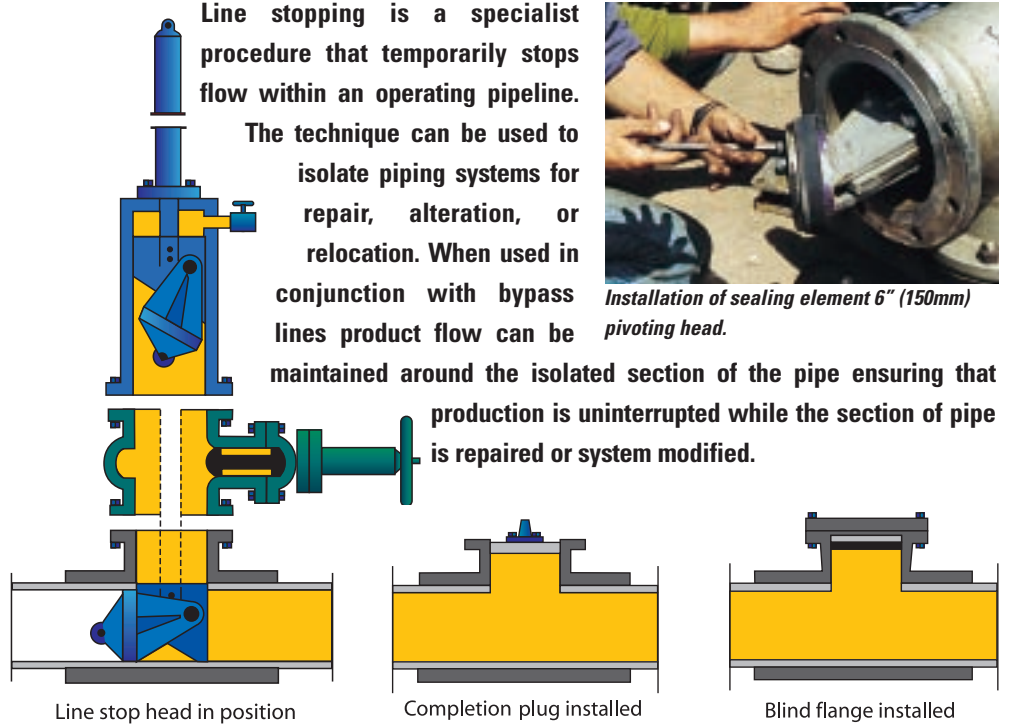 Line stopping is a specialist
procedure that temporarily stops
flow within an operating pipeline.
The technique can be used to
isolate piping systems for
repair, alteration, or
relocation. When used in
conjunction with bypass
lines product flow can be
maintained around the isolated section of the pipe ensuring that
production is uninterrupted while the section of pipe
is repaired or system modified.
Installation of sealing element 6” (150mm)
pivoting head.
Line stop head in position
Completion plug installed
Blind flange installed